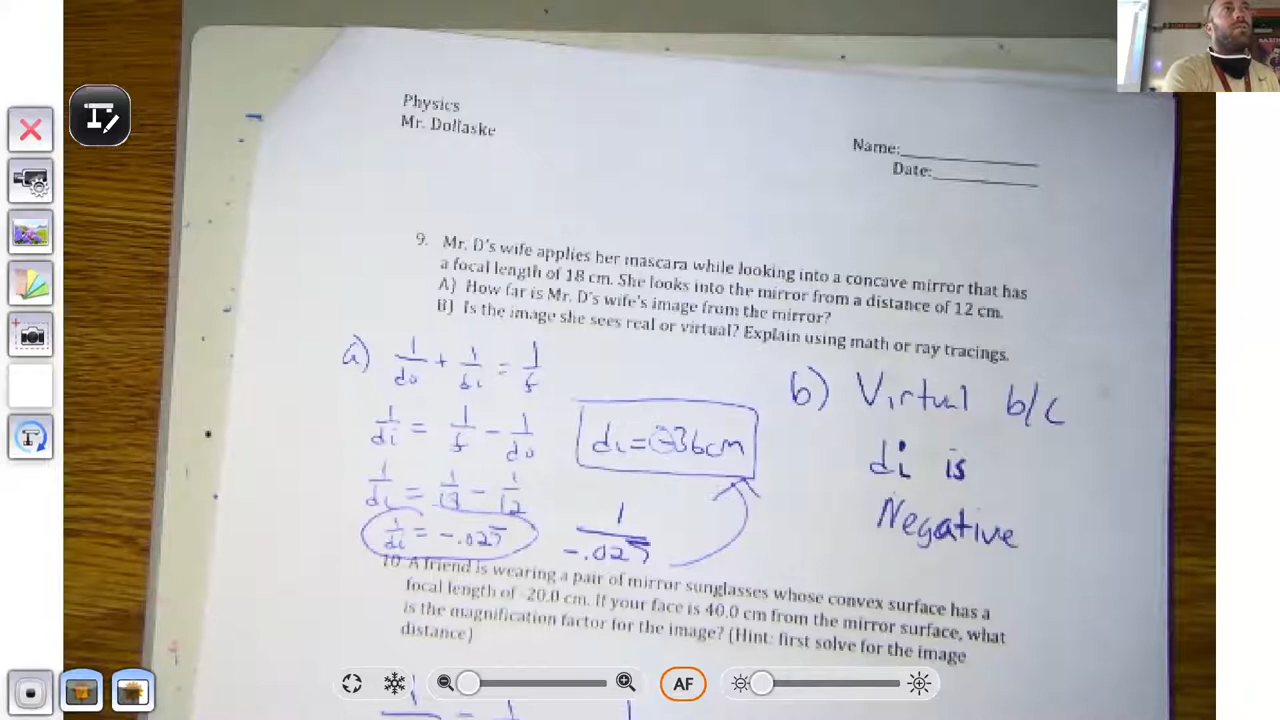 Physics
Mr. Dollaske
Name:
Date:
9. Mr. D's wife applies her mascara while looking into a concave mirror that has
a focal length of 18 cm. She looks into the mirror from a distance of 12 cm.
A) How far is Mr. D's wife's image from the mirror?
B) Is the image she sees real or virtual? Explain using math or ray tracings.
a) 1/do + 1/di = 1/f
1/di = 1/f - 1/do
1/di = 1/18 - 1/12
1/di = -.027
1/-.027
di = -36cm
b) Virtual b/c
di is
Negative
10. A friend is wearing a pair of mirror sunglasses whose convex surface has a
focal length of -20.0 cm. If your face is 40.0 cm from the mirror surface, what
is the magnification factor for the image? (Hint: first solve for the image
distance)
AF